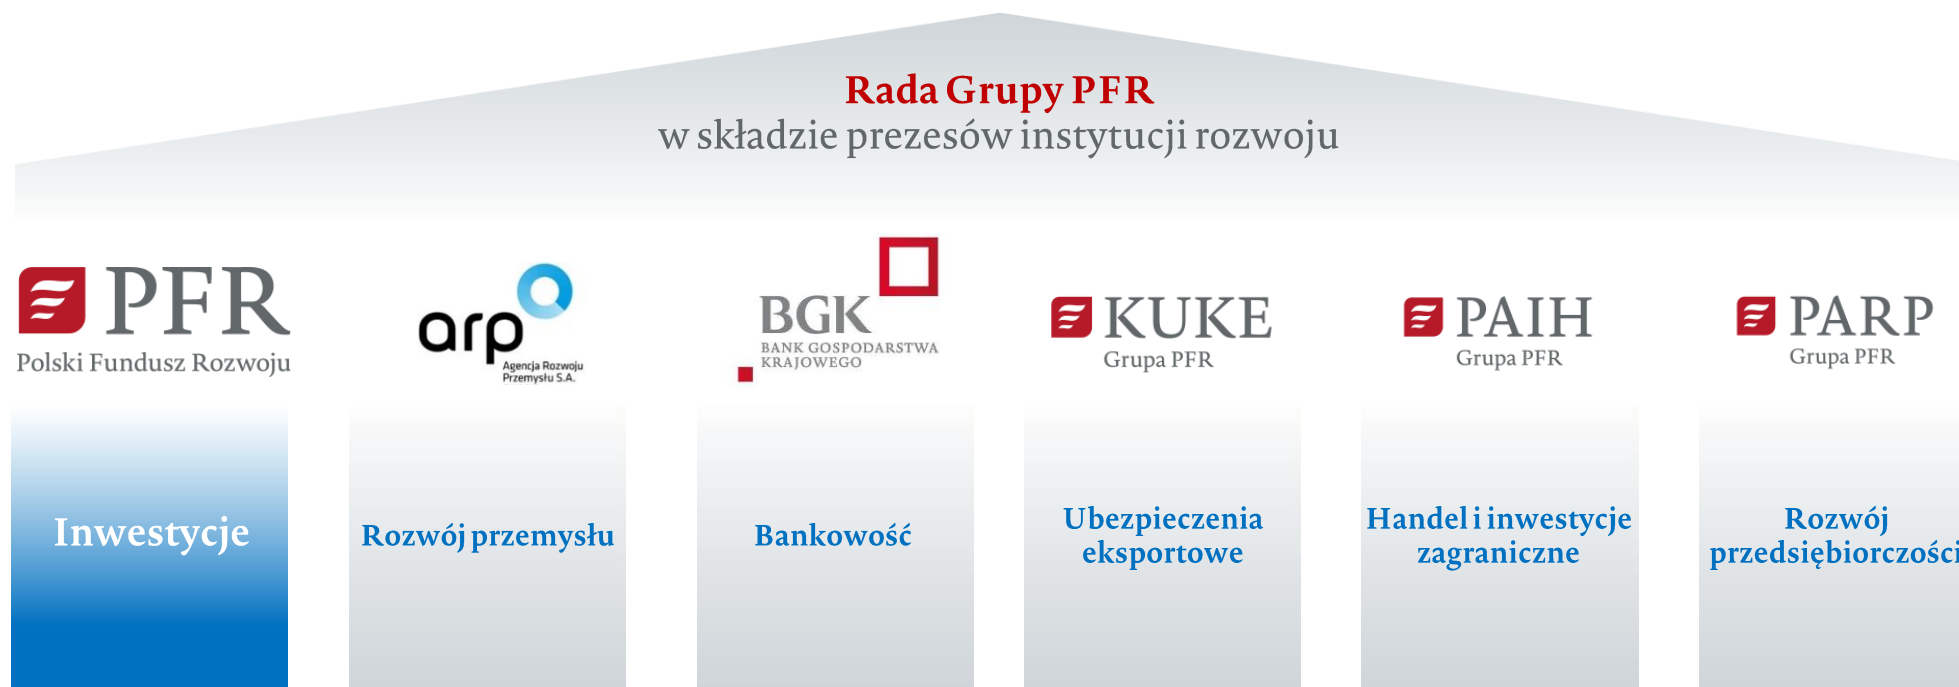 Rada Grupy PFR
w składzie prezesów instytucji rozwoju
PFR
Polski Fundusz Rozwoju
arp
Agencja Rozwoju
Przemysłu S.A.
BGK
BANK GOSPODARSTWA
KRAJOWEGO
KUKE
Grupa PFR
PAIH
Grupa PFR
PARP
Grupa PFR
Inwestycje
Rozwój przemysłu
Bankowość
Ubezpieczenia
eksportowe
Handel i inwestycje
zagraniczne
Rozwój
przedsiębiorczości